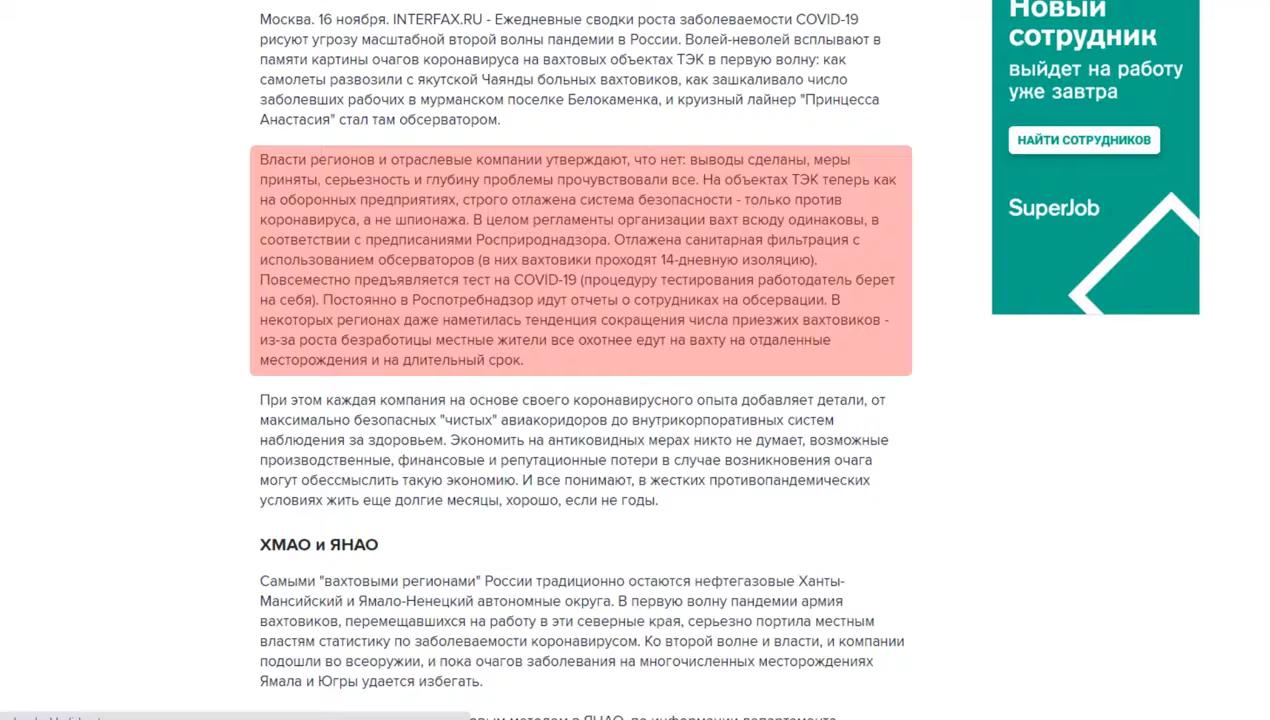 Москва. 16 ноября. INTERFAX.RU - Ежедневные сводки роста заболеваемости COVID-19
рисуют угрозу масштабной второй волны пандемии в России. Волей-неволей всплывают в
памяти картины очагов коронавируса на вахтовых объектах ТЭК в первую волну: как
самолеты развозили с якутской Чаянды больных вахтовиков, как зашкаливало число
заболевших рабочих в мурманском поселке Белокаменка, и круизный лайнер "Принцесса
Анастасия" стал там обсерватором.
Власти регионов и отраслевые компании утверждают, что нет: выводы сделаны, меры
приняты, серьезность и глубину проблемы прочувствовали все. На объектах ТЭК теперь как
на оборонных предприятиях, строго отлажена система безопасности - только против
коронавируса, а не шпионажа. В целом регламенты организации вахт всюду одинаковы, в
соответствии с предписаниями Росприроднадзора. Отлажена санитарная фильтрация с
использованием обсерваторов (в них вахтовики проходят 14-дневную изоляцию).
Повсеместно предъявляется тест на COVID-19 (процедуру тестирования работодатель берет
на себя). Постоянно в Роспотребнадзор идут отчеты о сотрудниках на обсервации. В
некоторых регионах даже наметилась тенденция сокращения числа приезжих вахтовиков -
из-за роста безработицы местные жители все охотнее едут на вахту на отдаленные
месторождения и на длительный срок.
При этом каждая компания на основе своего коронавирусного опыта добавляет детали, от
максимально безопасных "чистых" авиакоридоров до внутрикорпоративных систем
наблюдения за здоровьем. Экономить на антиковидных мерах никто не думает, возможные
производственные, финансовые и репутационные потери в случае возникновения очага
могут обессмыслить такую экономию. И все понимают, в жестких противопандемических
условиях жить еще долгие месяцы, хорошо, если не годы.
ХМАО и ЯНАО
Самыми "вахтовыми регионами" России традиционно остаются нефтегазовые Ханты-
Мансийский и Ямало-Ненецкий автономные округа. В первую волну пандемии армия
вахтовиков, перемещавшихся на работу в эти северные края, серьезно портила местным
властям статистику по заболеваемости коронавирусом. Ко второй волне и власти, и компании
подошли во всеоружии, и пока очагов заболевания на многочисленных месторождениях
Ямала и Югры удается избегать.
Новый
сотрудник
выйдет на работу
уже завтра
НАЙТИ СОТРУДНИКОВ
SuperJob